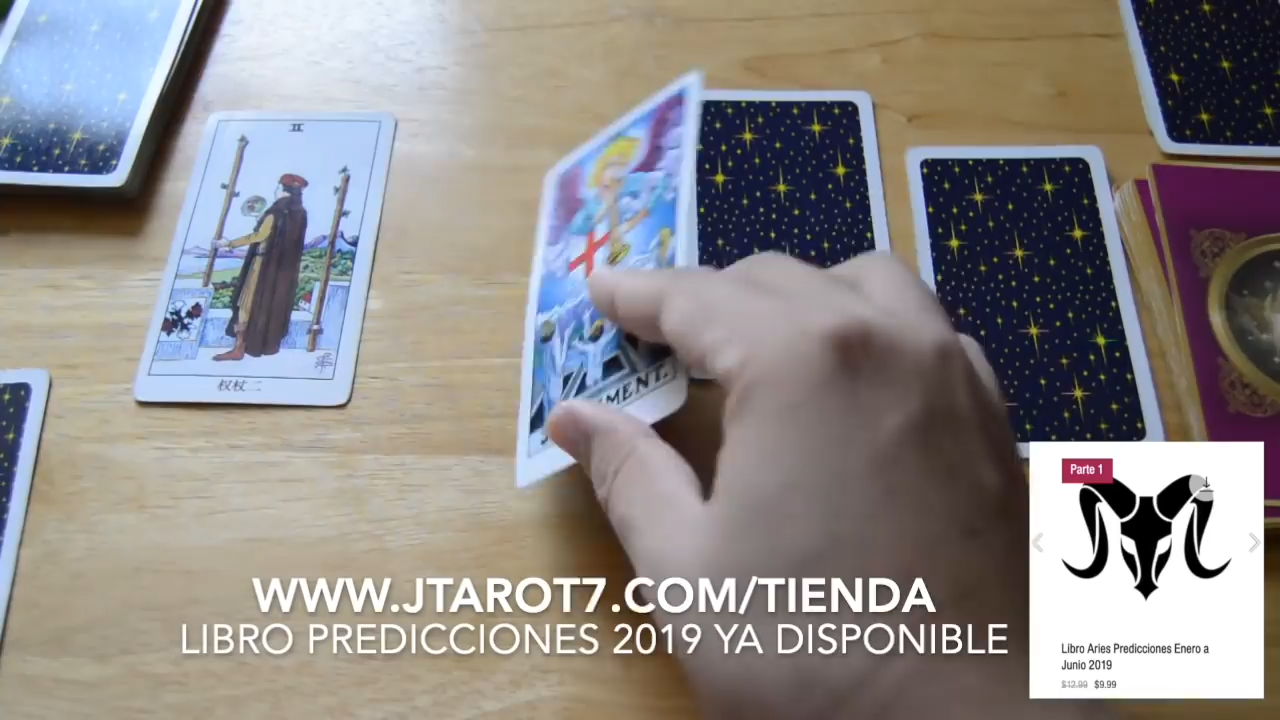 II
权杖二
MENT.
WWW.JTAROT7.COM/TIENDA
LIBRO PREDICCIONES 2019 YA DISPONIBLE
Parte 1
Libro Aries Predicciones Enero a
Junio 2019
$12.99 $9.99